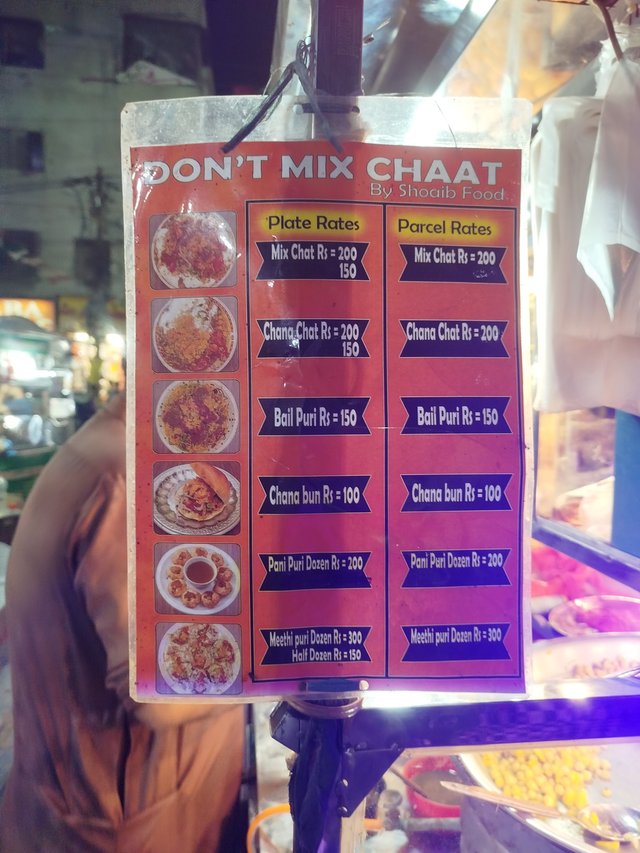 DON'T MIX CHAAT
By Shoaib Food
Plate Rates
Mix Chat Rs = 200
150
Chana Chat Rs = 200
150
Bail Puri Rs = 150
Chana bun Rs = 100
Pani Puri Dozen Rs = 200
Meethi puri Dozen Rs = 300
Half Dozen Rs = 150
Parcel Rates
Mix Chat Rs = 200
Chana Chat Rs = 200
Bail Puri Rs = 150
Chana bun Rs = 100
Pani Puri Dozen Rs = 200
Meethi puri Dozen Rs = 300